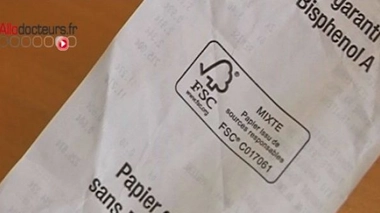 Allodocteurs.fr
garanti
Bisphenol A
FSC
www.fsc.org
MIXTE
Papier issu de
sources responsables
FSC® C017061
Papier
sans